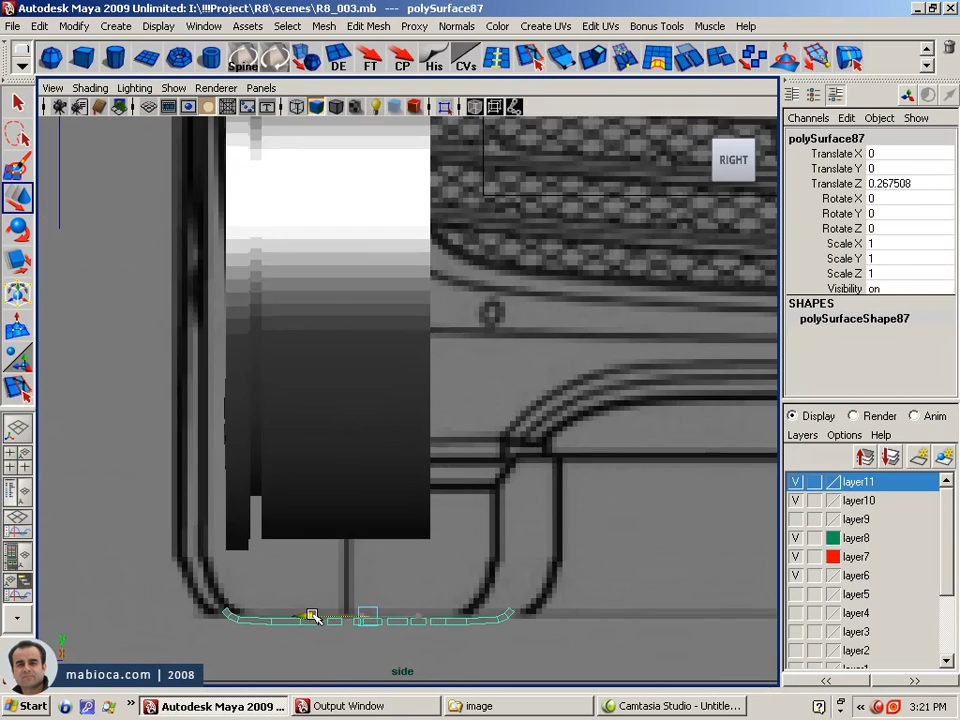 Autodesk Maya 2009 Unlimited: I:\!!!Project\R8\scenes\R8_003.mb --- polySurface87
File Edit Modify Create Display Window Assets Select Mesh Edit Mesh Proxy Normals Color Create UVs Edit UVs Bonus Tools Muscle Help
Spine DE FT CP His CVs
View Shading Lighting Show Renderer Panels
Channels Edit Object Show
polySurface87
Translate X 0
Translate Y 0
Translate Z 0.267508
Rotate X 0
Rotate Y 0
Rotate Z 0
Scale X 1
Scale Y 1
Scale Z 1
Visibility on
SHAPES
polySurfaceShape87
RIGHT
Display Render Anim
Layers Options Help
V layer11
V layer10
layer9
V layer8
V layer7
V layer6
layer5
layer4
layer3
layer2
side
mabioca.com | 2008
Start Autodesk Maya 2009 ... Output Window image Camtasia Studio - Untitle... 3:21 PM